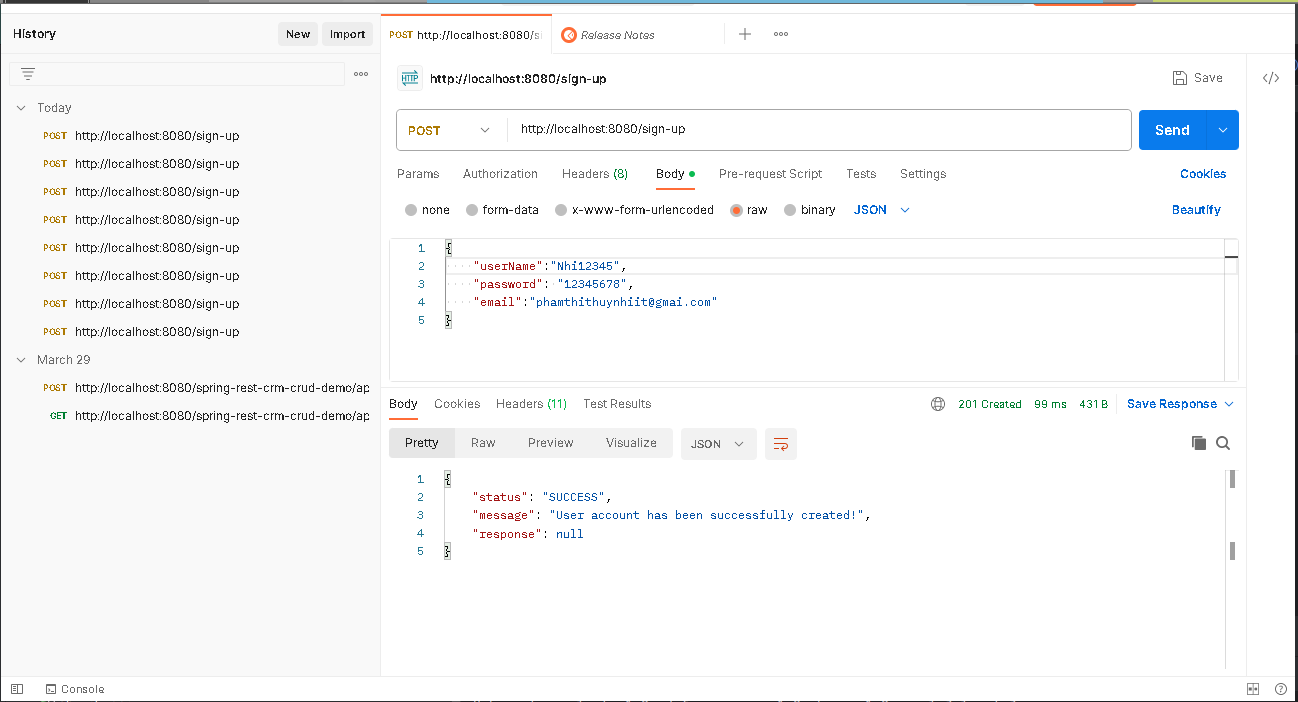 History
New
Import
Today
POST http://localhost:8080/sign-up
POST http://localhost:8080/sign-up
POST http://localhost:8080/sign-up
POST http://localhost:8080/sign-up
POST http://localhost:8080/sign-up
POST http://localhost:8080/sign-up
POST http://localhost:8080/sign-up
POST http://localhost:8080/sign-up
March 29
POST http://localhost:8080/spring-rest-crm-crud-demo/ap
GET http://localhost:8080/spring-rest-crm-crud-demo/ap
Console
POST http://localhost:8080/si
Release Notes
HTTP http://localhost:8080/sign-up
Save
</>
POST http://localhost:8080/sign-up
Send
Params Authorization Headers (8) Body Pre-request Script Tests Settings Cookies
none form-data x-www-form-urlencoded raw binary JSON Beautify
1 {
2 "userName":"Nhi12345",
3 "password": "12345678",
4 "email":"phamthithuynhiit@gmai.com"
5 }
Body Cookies Headers (11) Test Results 201 Created 99 ms 431 B Save Response
Pretty Raw Preview Visualize JSON
1 {
2 "status": "SUCCESS",
3 "message": "User account has been successfully created!",
4 "response": null
5 }